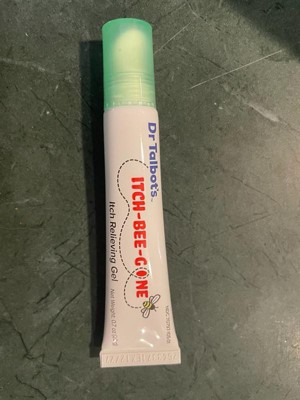 Dr Talbot's
ITCH-BEE-GONE
Itch Relieving Gel